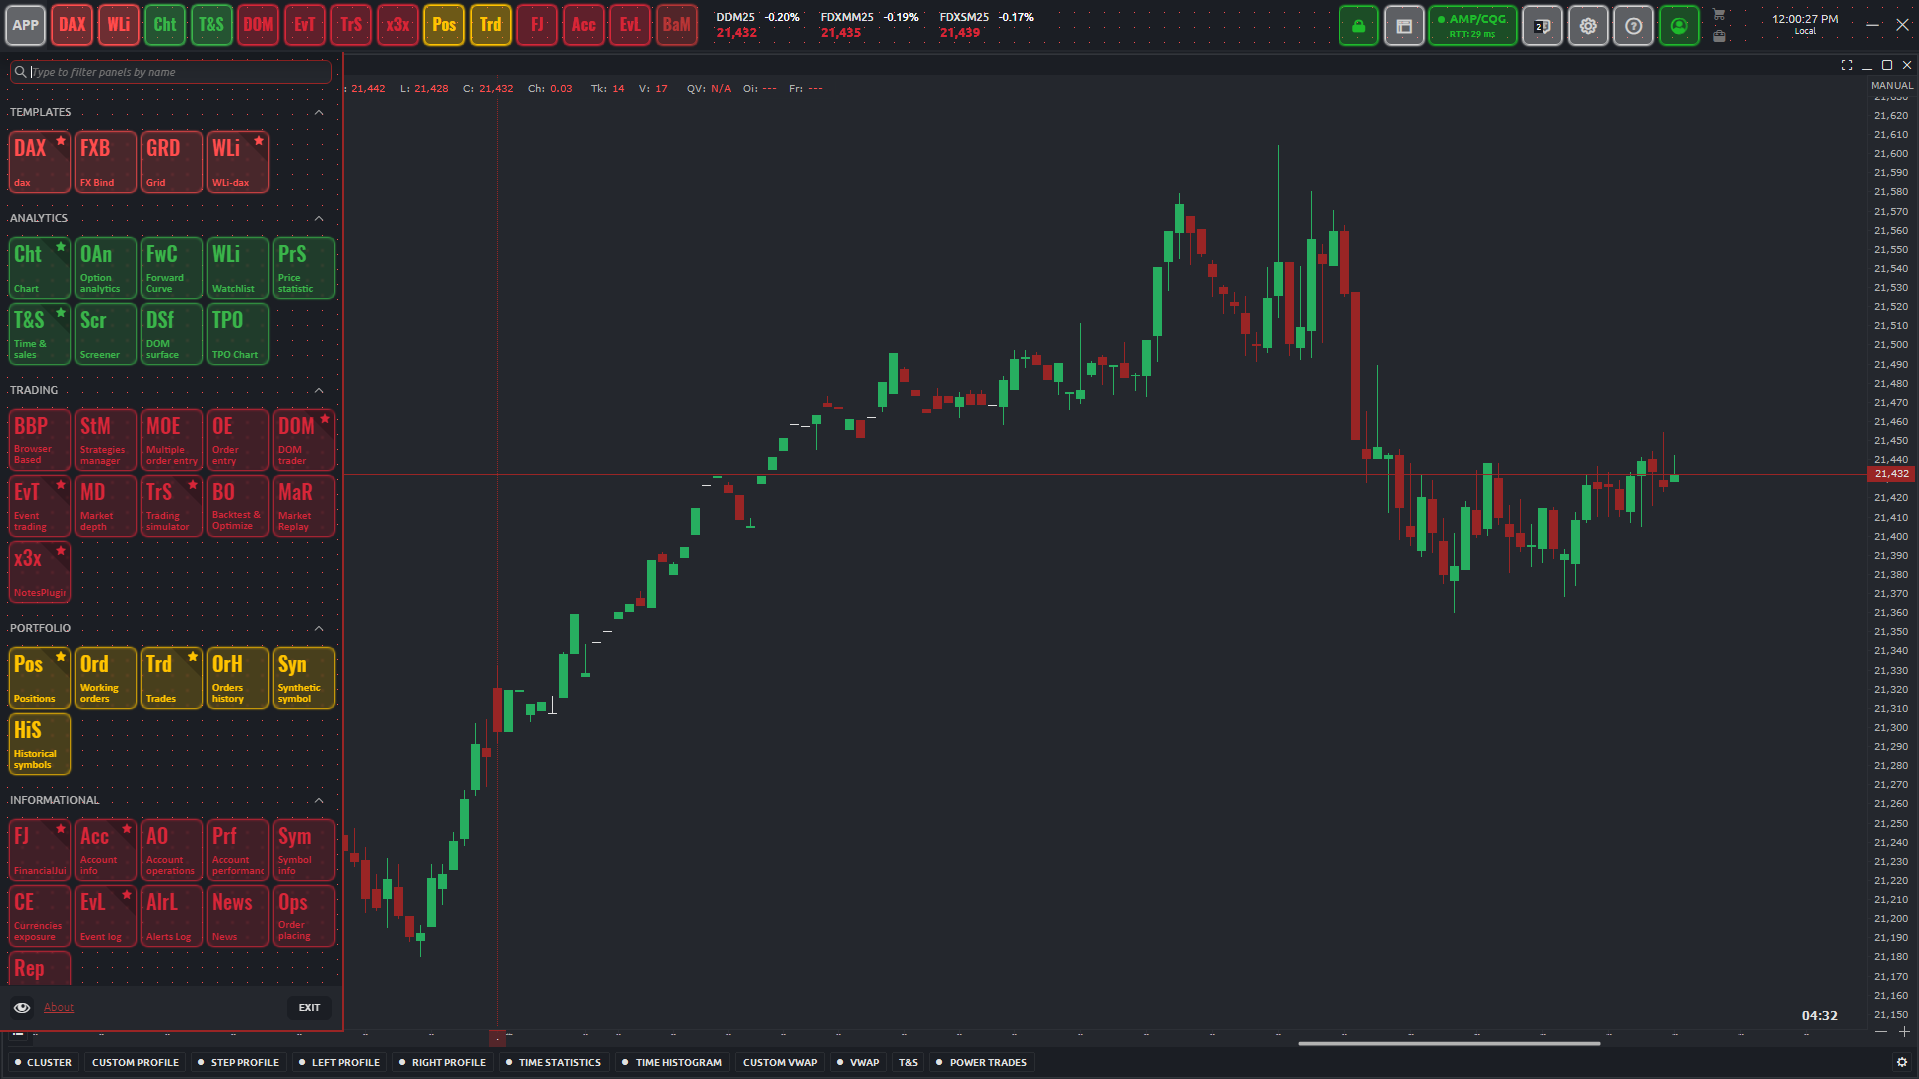 APP DAX WLi Cht T&S DOM EvT TrS x3x Pos Trd FJ Acc EvL BaM
DDM25 -0.20% FDXMM25 -0.19% FDXSM25 -0.17%
21,432 21,435 21,439
AMP/CQG
RTT: 29 ms
2
12:00:27 PM
Local
Type to filter panels by name
: 21,442 L: 21,428 C: 21,432 Ch: 0.03 Tk: 14 V: 17 QV: N/A Oi: --- Fr: ---
MANUAL
TEMPLATES
DAX FXB GRD WLi
dax FX Bind Grid WLi-dax
ANALYTICS
Cht OAn FwC WLi PrS
Chart Option analytics Forward Curve Watchlist Price statistic
T&S Scr DSf TPO
Time & sales Screener DOM surface TPO Chart
TRADING
BBP StM MOE OE DOM
Browser Based Strategies manager Multiple order entry Order entry DOM trader
EvT MD TrS BO MaR
Event trading Market depth Trading simulator Backtest & Optimize Market Replay
x3x
NotesPlugin
PORTFOLIO
Pos Ord Trd OrH Syn
Positions Working orders Trades Orders history Synthetic symbol
HiS
Historical symbols
INFORMATIONAL
FJ Acc AO Prf Sym
FinancialJui Account info Account operations Account performanc Symbol info
CE EvL AlrL News Ops
Currencies exposure Event log Alerts Log News Order placing
Rep
About EXIT
21,620
21,610
21,600
21,590
21,580
21,570
21,560
21,550
21,540
21,530
21,520
21,510
21,500
21,490
21,480
21,470
21,460
21,450
21,440
21,432
21,420
21,410
21,400
21,390
21,380
21,370
21,360
21,350
21,340
21,330
21,320
21,310
21,300
21,290
21,280
21,270
21,260
21,250
21,240
21,230
21,220
21,210
21,200
21,190
21,180
21,170
21,160
21,150
04:32
CLUSTER CUSTOM PROFILE STEP PROFILE LEFT PROFILE RIGHT PROFILE TIME STATISTICS TIME HISTOGRAM CUSTOM VWAP VWAP T&S POWER TRADES